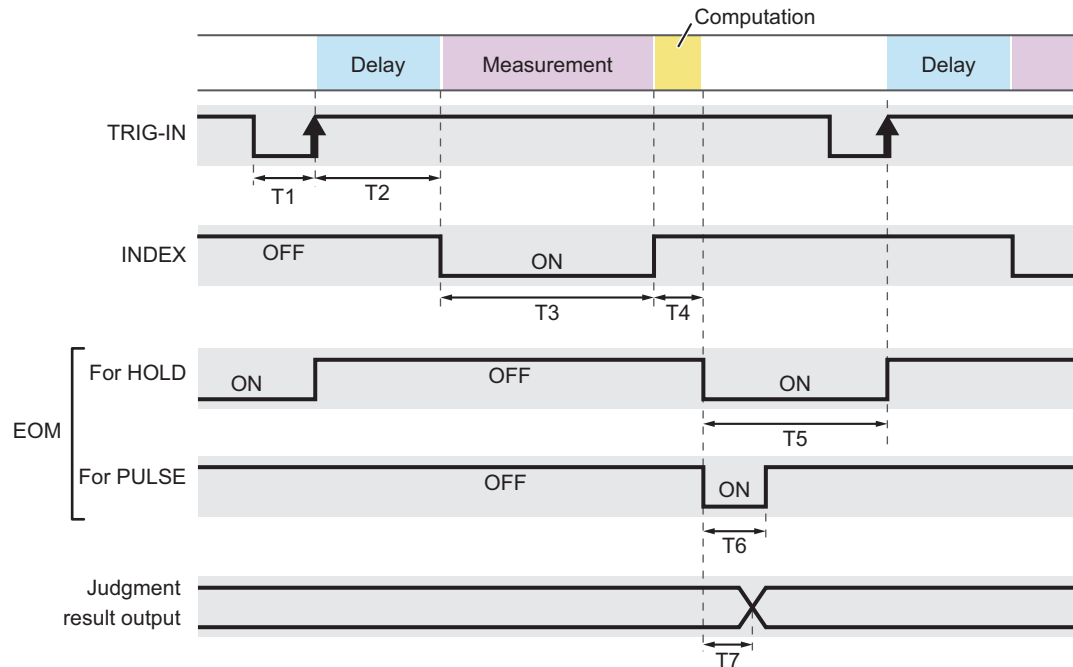 Computation
Delay Measurement Delay
TRIG-IN
T1 T2
INDEX OFF ON
T3 T4
EOM
For HOLD ON OFF ON
T5
For PULSE OFF ON
T6
Judgment
result output
T7